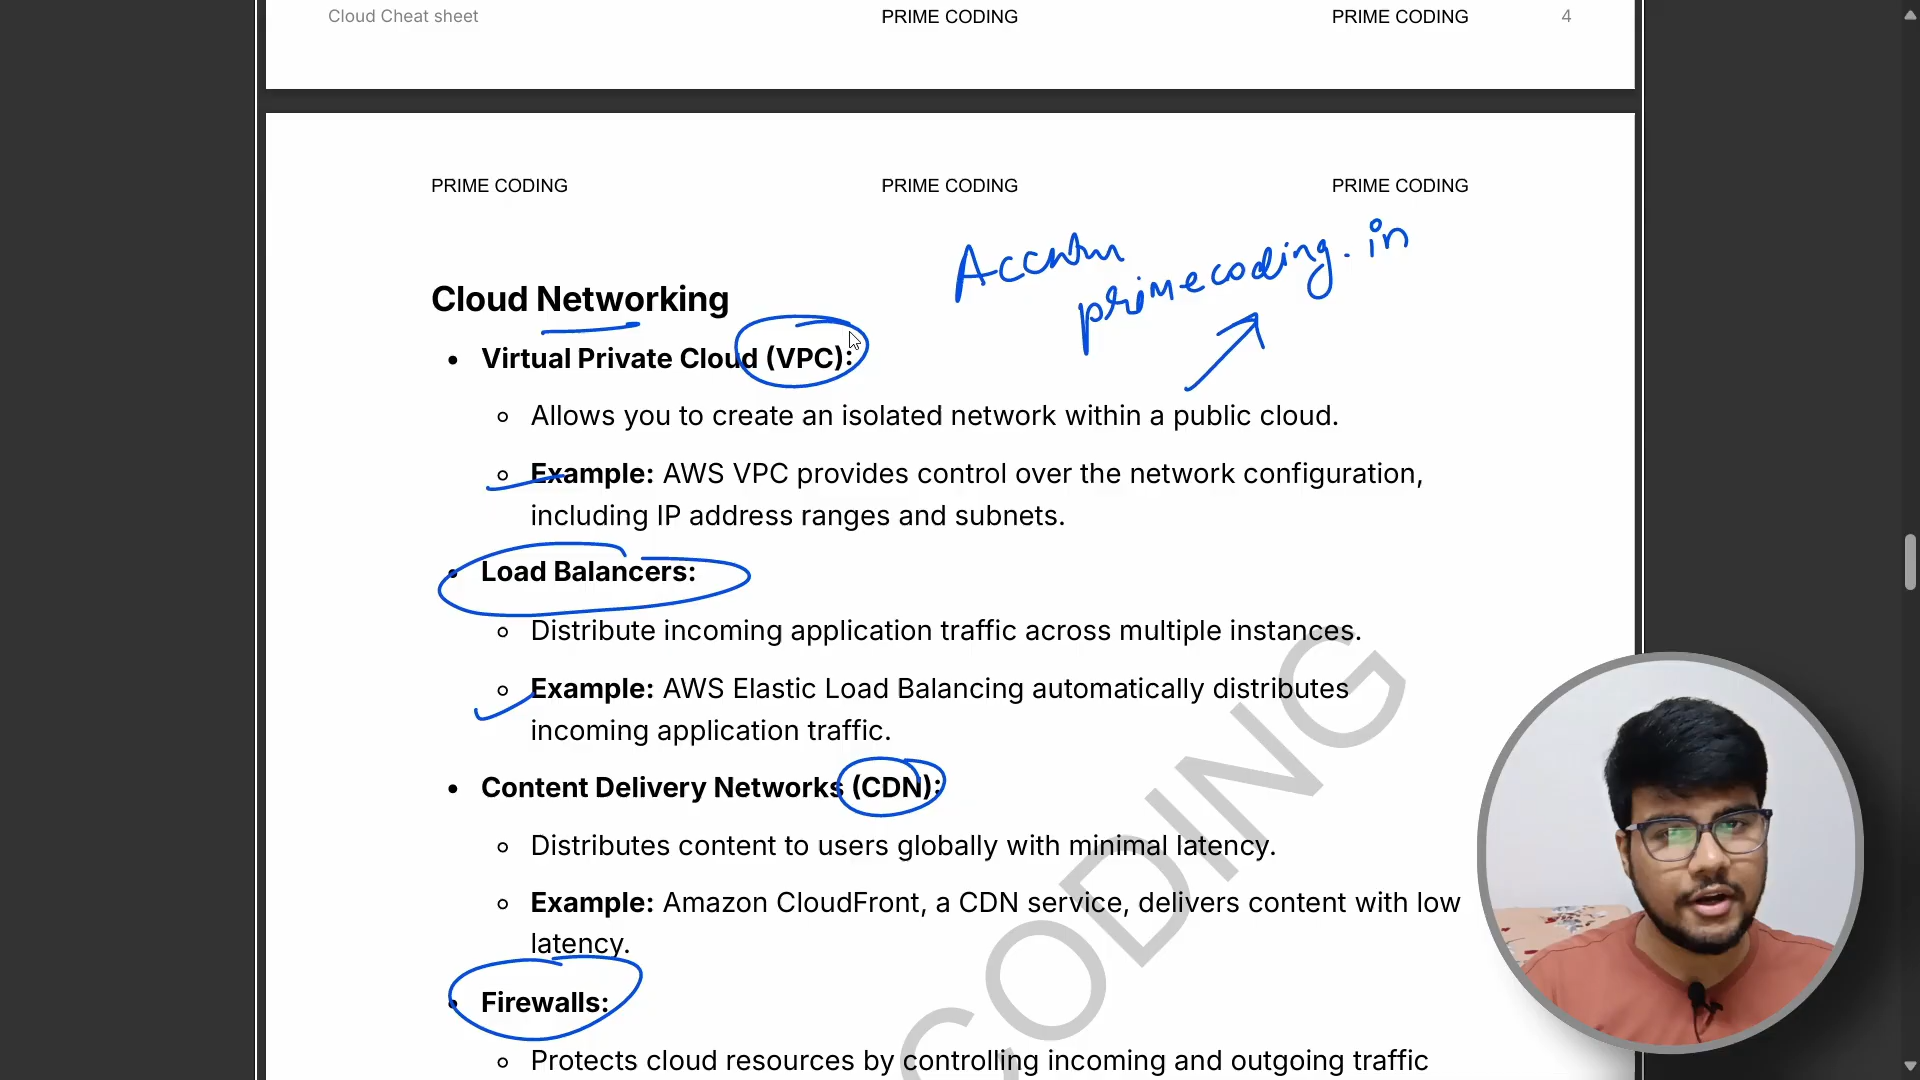 Cloud Cheat sheet PRIME CODING PRIME CODING 4
PRIME CODING PRIME CODING PRIME CODING
primecoding.in
Cloud Networking
• Virtual Private Cloud (VPC):
◦ Allows you to create an isolated network within a public cloud.
◦ Example: AWS VPC provides control over the network configuration,
including IP address ranges and subnets.
• Load Balancers:
◦ Distribute incoming application traffic across multiple instances.
◦ Example: AWS Elastic Load Balancing automatically distributes
incoming application traffic.
• Content Delivery Networks (CDN):
◦ Distributes content to users globally with minimal latency.
◦ Example: Amazon CloudFront, a CDN service, delivers content with low
latency.
• Firewalls:
◦ Protects cloud resources by controlling incoming and outgoing traffic
CODING